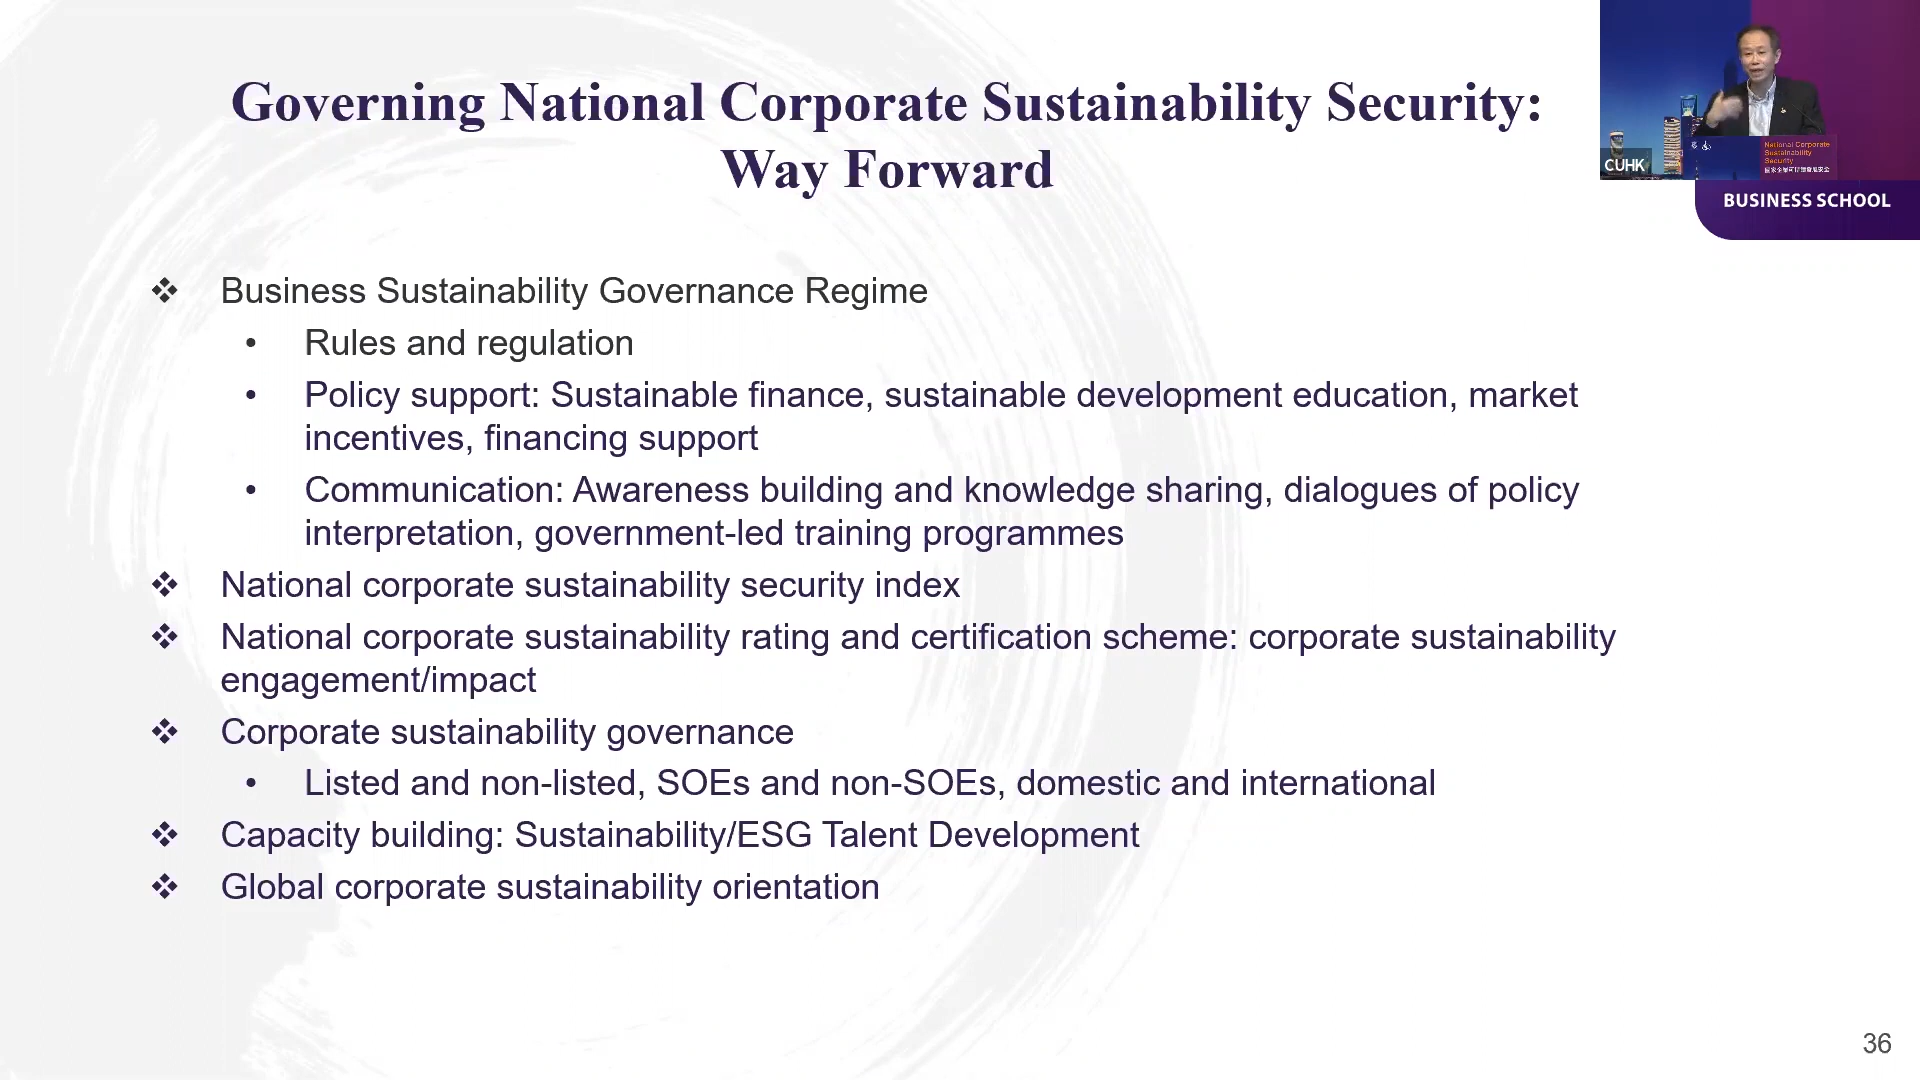 Governing National Corporate Sustainability Security:
Way Forward
CUHK
National Corporate
Sustainability
Security
BUSINESS SCHOOL
❖ Business Sustainability Governance Regime
• Rules and regulation
• Policy support: Sustainable finance, sustainable development education, market
incentives, financing support
• Communication: Awareness building and knowledge sharing, dialogues of policy
interpretation, government-led training programmes
❖ National corporate sustainability security index
❖ National corporate sustainability rating and certification scheme: corporate sustainability
engagement/impact
❖ Corporate sustainability governance
• Listed and non-listed, SOEs and non-SOEs, domestic and international
❖ Capacity building: Sustainability/ESG Talent Development
❖ Global corporate sustainability orientation
36